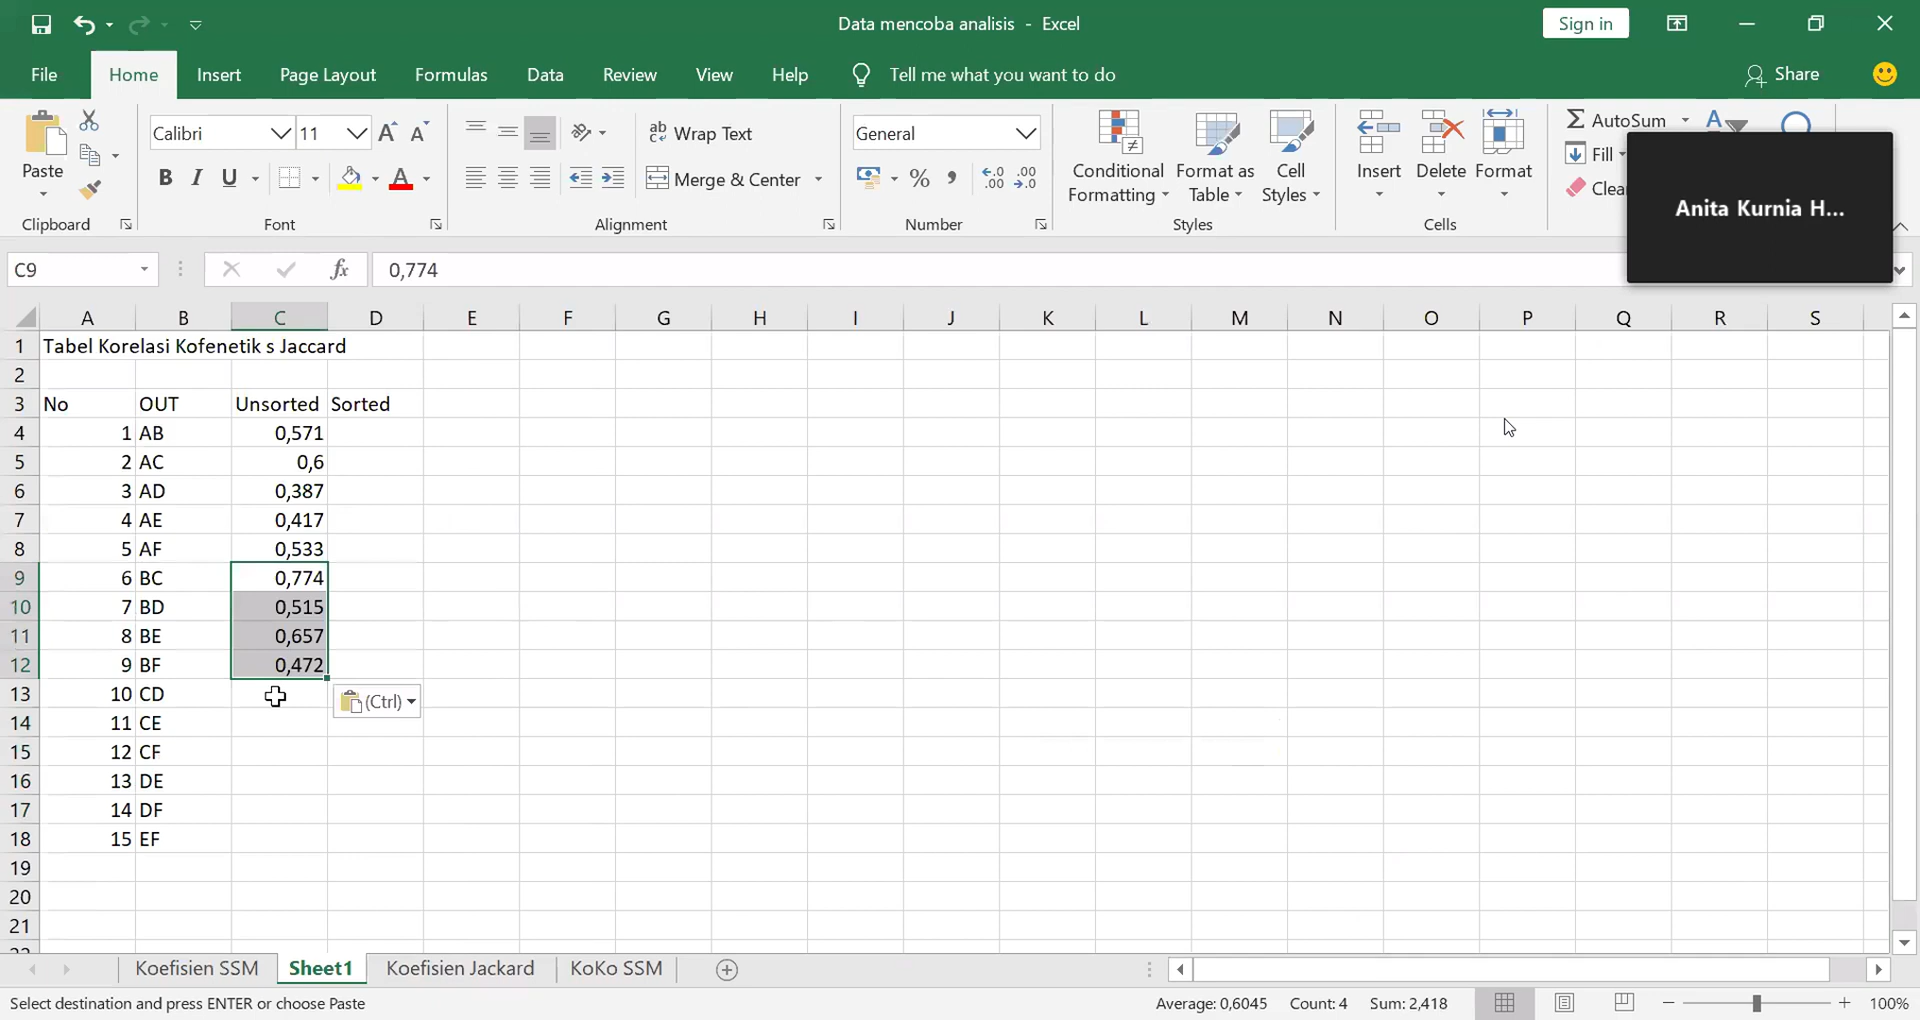 Data mencoba analisis - Excel
Sign in
File Home Insert Page Layout Formulas Data Review View Help Tell me what you want to do Share
Paste
Clipboard
Calibri 11
B I U
Font
Wrap Text
Merge & Center
Alignment
General
Number
Conditional Formatting
Format as Table
Cell Styles
Styles
Insert Delete Format
Cells
AutoSum
Fill
Clea
Anita Kurnia H...
C9 fx 0,774
A B C D E F G H I J K L M N O P Q R S
1 Tabel Korelasi Kofenetik s Jaccard
2
3 No OUT Unsorted Sorted
4 1 AB 0,571
5 2 AC 0,6
6 3 AD 0,387
7 4 AE 0,417
8 5 AF 0,533
9 6 BC 0,774
10 7 BD 0,515
11 8 BE 0,657
12 9 BF 0,472
13 10 CD (Ctrl)
14 11 CE
15 12 CF
16 13 DE
17 14 DF
18 15 EF
19
20
21
Koefisien SSM Sheet1 Koefisien Jackard KoKo SSM
Select destination and press ENTER or choose Paste Average: 0,6045 Count: 4 Sum: 2,418 100%